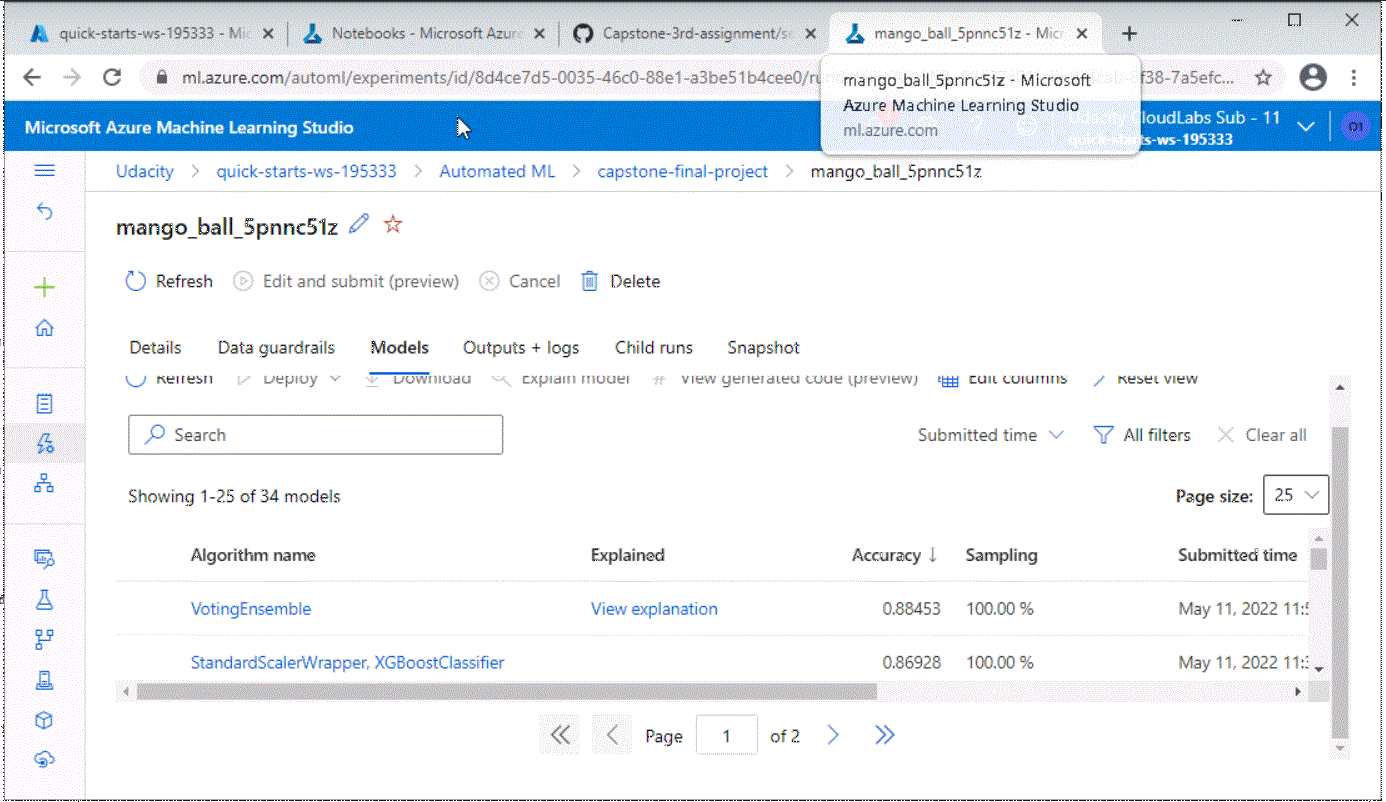 quick-starts-ws-195333 - Mic
Notebooks - Microsoft Azure
Capstone-3rd-assignment/se
mango_ball_5pnnc51z - Micr
ml.azure.com/automl/experiments/id/8d4ce7d5-0035-46c0-88e1-a3be51b4cee0/ru
f38-7a5efc...
mango_ball_5pnnc51z - Microsoft
Azure Machine Learning Studio
ml.azure.com
Microsoft Azure Machine Learning Studio
Udacity CloudLabs Sub - 11
quick-starts-ws-195333
O1
Udacity > quick-starts-ws-195333 > Automated ML > capstone-final-project > mango_ball_5pnnc51z
mango_ball_5pnnc51z
Refresh Edit and submit (preview) Cancel Delete
Details Data guardrails Models Outputs + logs Child runs Snapshot
Refresh Deploy Download Explain model View generated code (preview) Edit columns Reset view
Search Submitted time All filters Clear all
Showing 1-25 of 34 models Page size: 25
Algorithm name Explained Accuracy ↓ Sampling Submitted time
VotingEnsemble View explanation 0.88453 100.00 % May 11, 2022 11:5
StandardScalerWrapper, XGBoostClassifier 0.86928 100.00 % May 11, 2022 11:3
Page 1 of 2